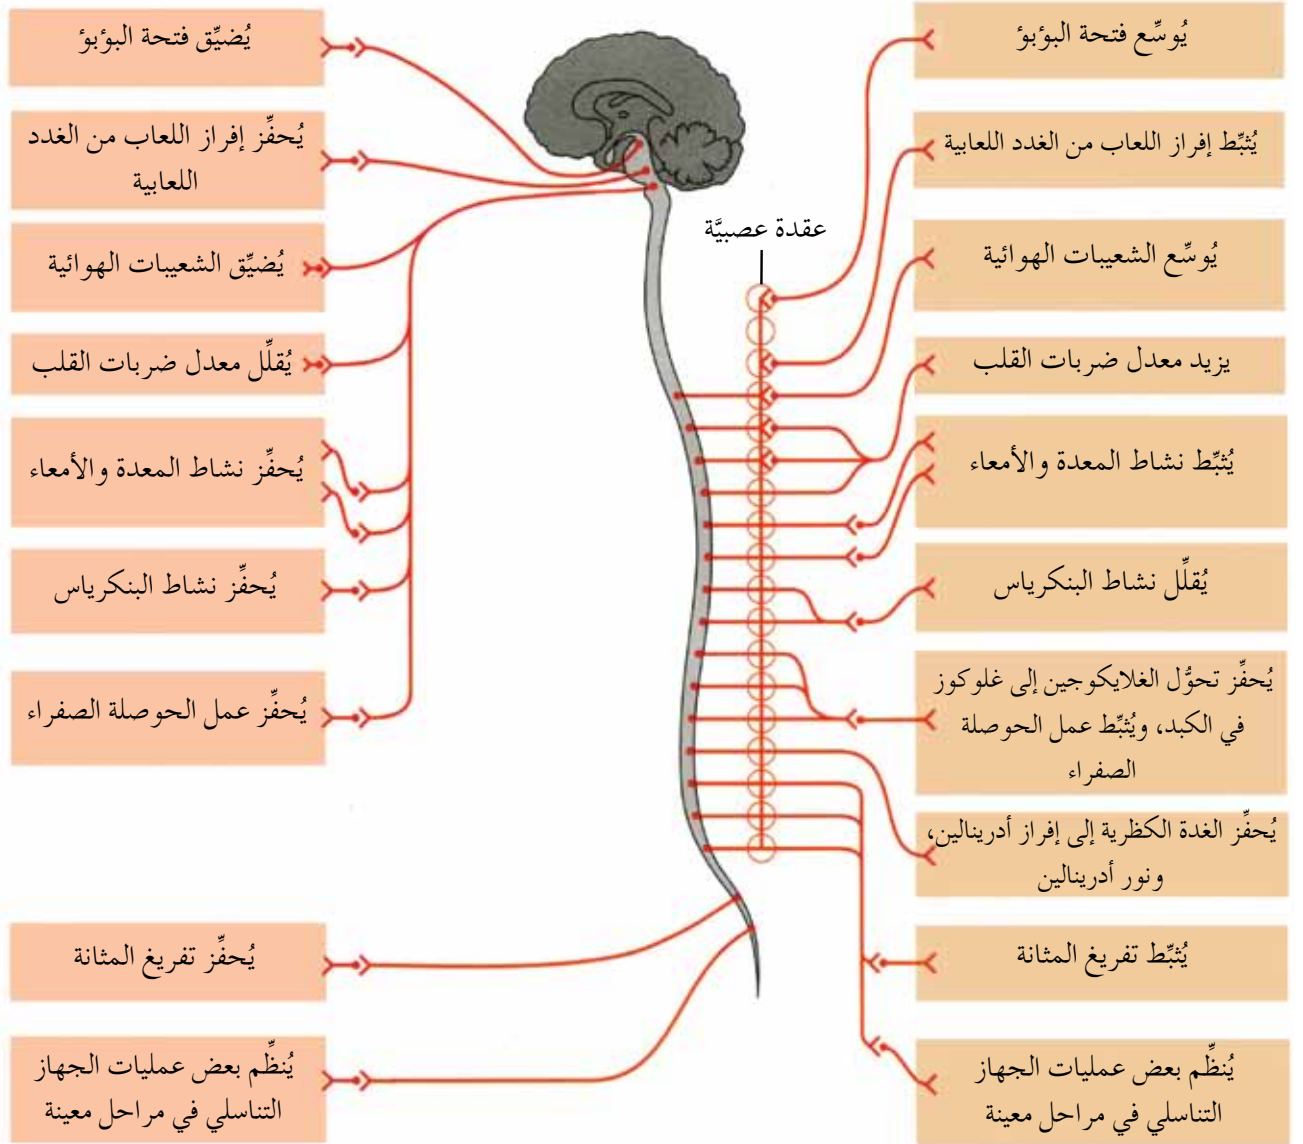 يُوسِّع فتحة البؤبؤ
يُثبِّط إفراز اللعاب من الغدد اللعابية
يُوسِّع الشعيبات الهوائية
يزيد معدل ضربات القلب
يُثبِّط نشاط المعدة والأمعاء
يُقلِّل نشاط البنكرياس
يُحفِّز تحوُّل الغلايكوجين إلى غلوكوز
في الكبد، ويُثبِّط عمل الحوصلة
الصفراء
يُحفِّز الغدة الكظرية إلى إفراز أدرينالين،
ونور أدرينالين
يُثبِّط تفريغ المثانة
يُنظِّم بعض عمليات الجهاز
التناسلي في مراحل معينة
عقدة عصبيَّة
يُضيِّق فتحة البؤبؤ
يُحفِّز إفراز اللعاب من الغدد
اللعابية
يُضيِّق الشعيبات الهوائية
يُقلِّل معدل ضربات القلب
يُحفِّز نشاط المعدة والأمعاء
يُحفِّز نشاط البنكرياس
يُحفِّز عمل الحوصلة الصفراء
يُحفِّز تفريغ المثانة
يُنظِّم بعض عمليات الجهاز
التناسلي في مراحل معينة